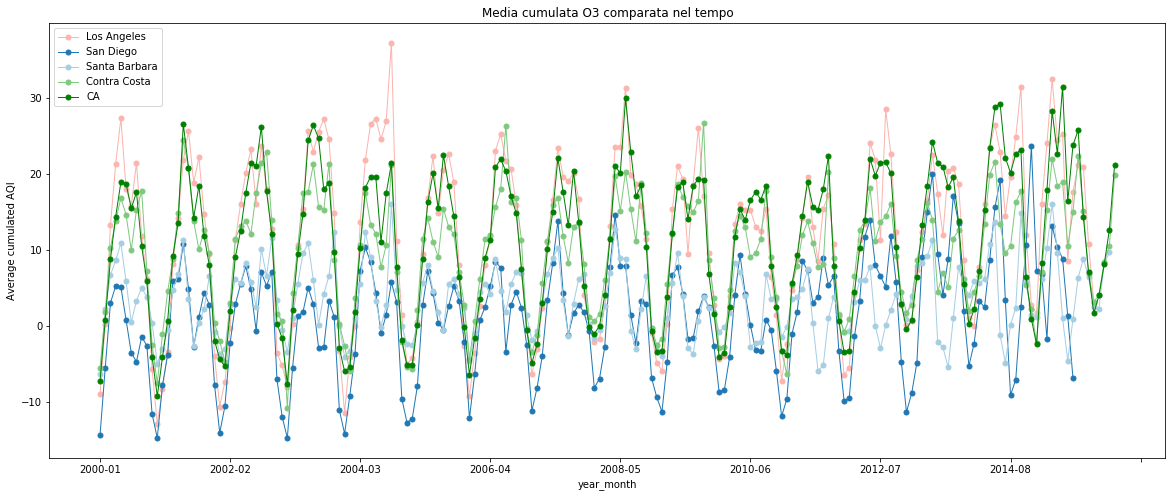 Media cumulata O3 comparata nel tempo
Los Angeles
San Diego
Santa Barbara
Contra Costa
CA
Average cumulated AQI
30
20
10
0
−10
2000-01
2002-02
2004-03
2006-04
2008-05
2010-06
2012-07
2014-08
year_month